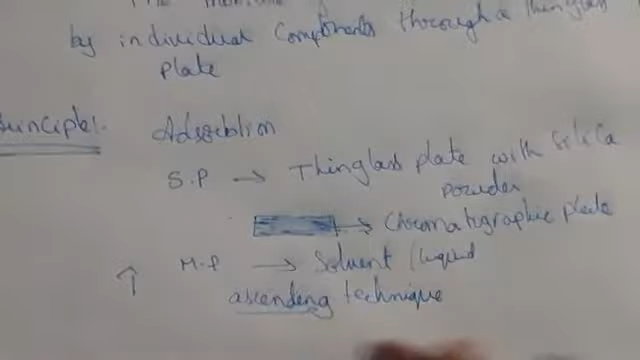 by individual Components through a Thinglass
plate
Principle:
Adsorbtion
S.P → Thinglass plate with Silica
powder
→ Chromatographic plate
↑ M.P → Solvent / liquid
ascending technique